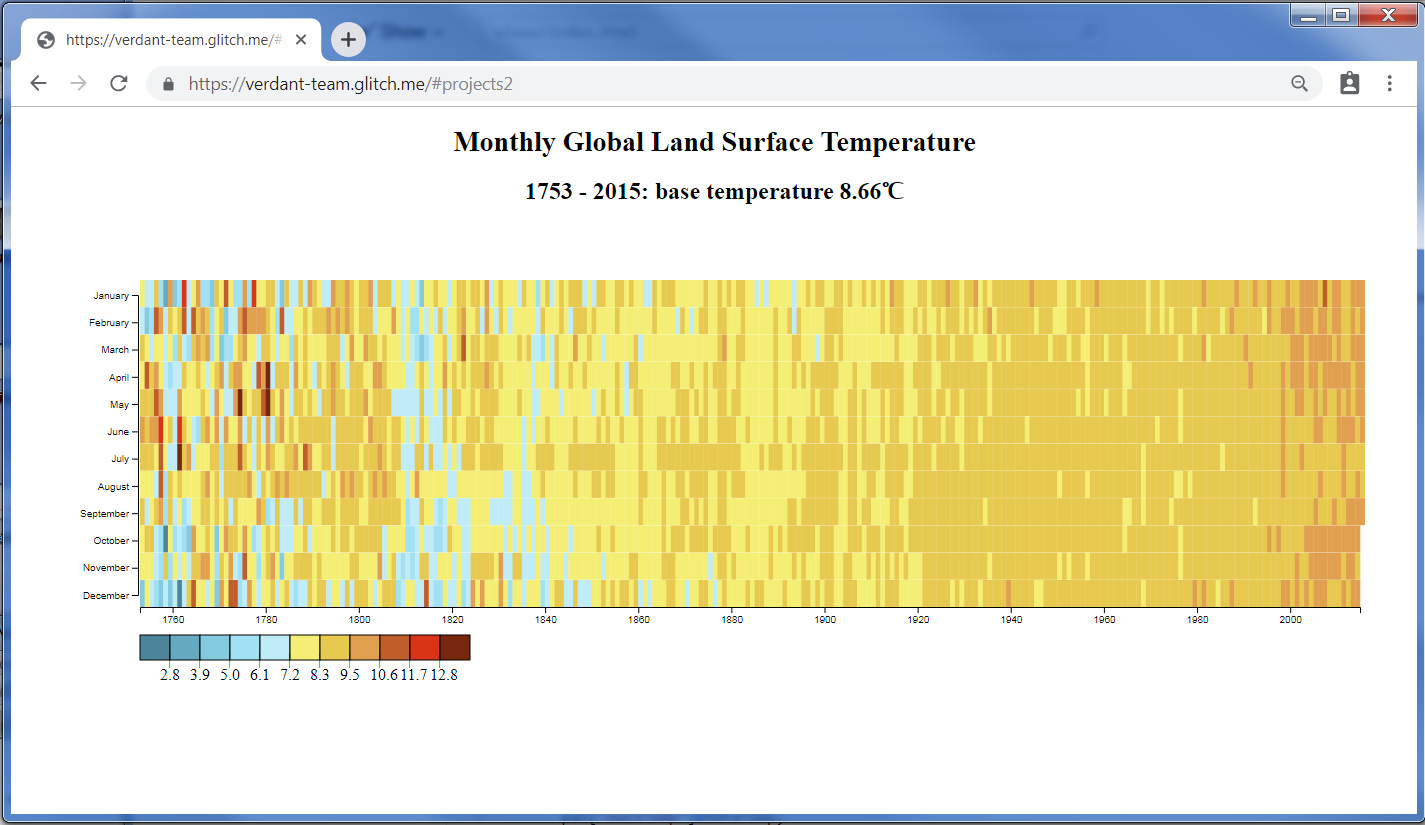 https://verdant-team.glitch.me/#
https://verdant-team.glitch.me/#projects2
Monthly Global Land Surface Temperature
1753 - 2015: base temperature 8.66℃
January
February
March
April
May
June
July
August
September
October
November
December
1760 1780 1800 1820 1840 1860 1880 1900 1920 1940 1960 1980 2000
2.8 3.9 5.0 6.1 7.2 8.3 9.5 10.6 11.7 12.8